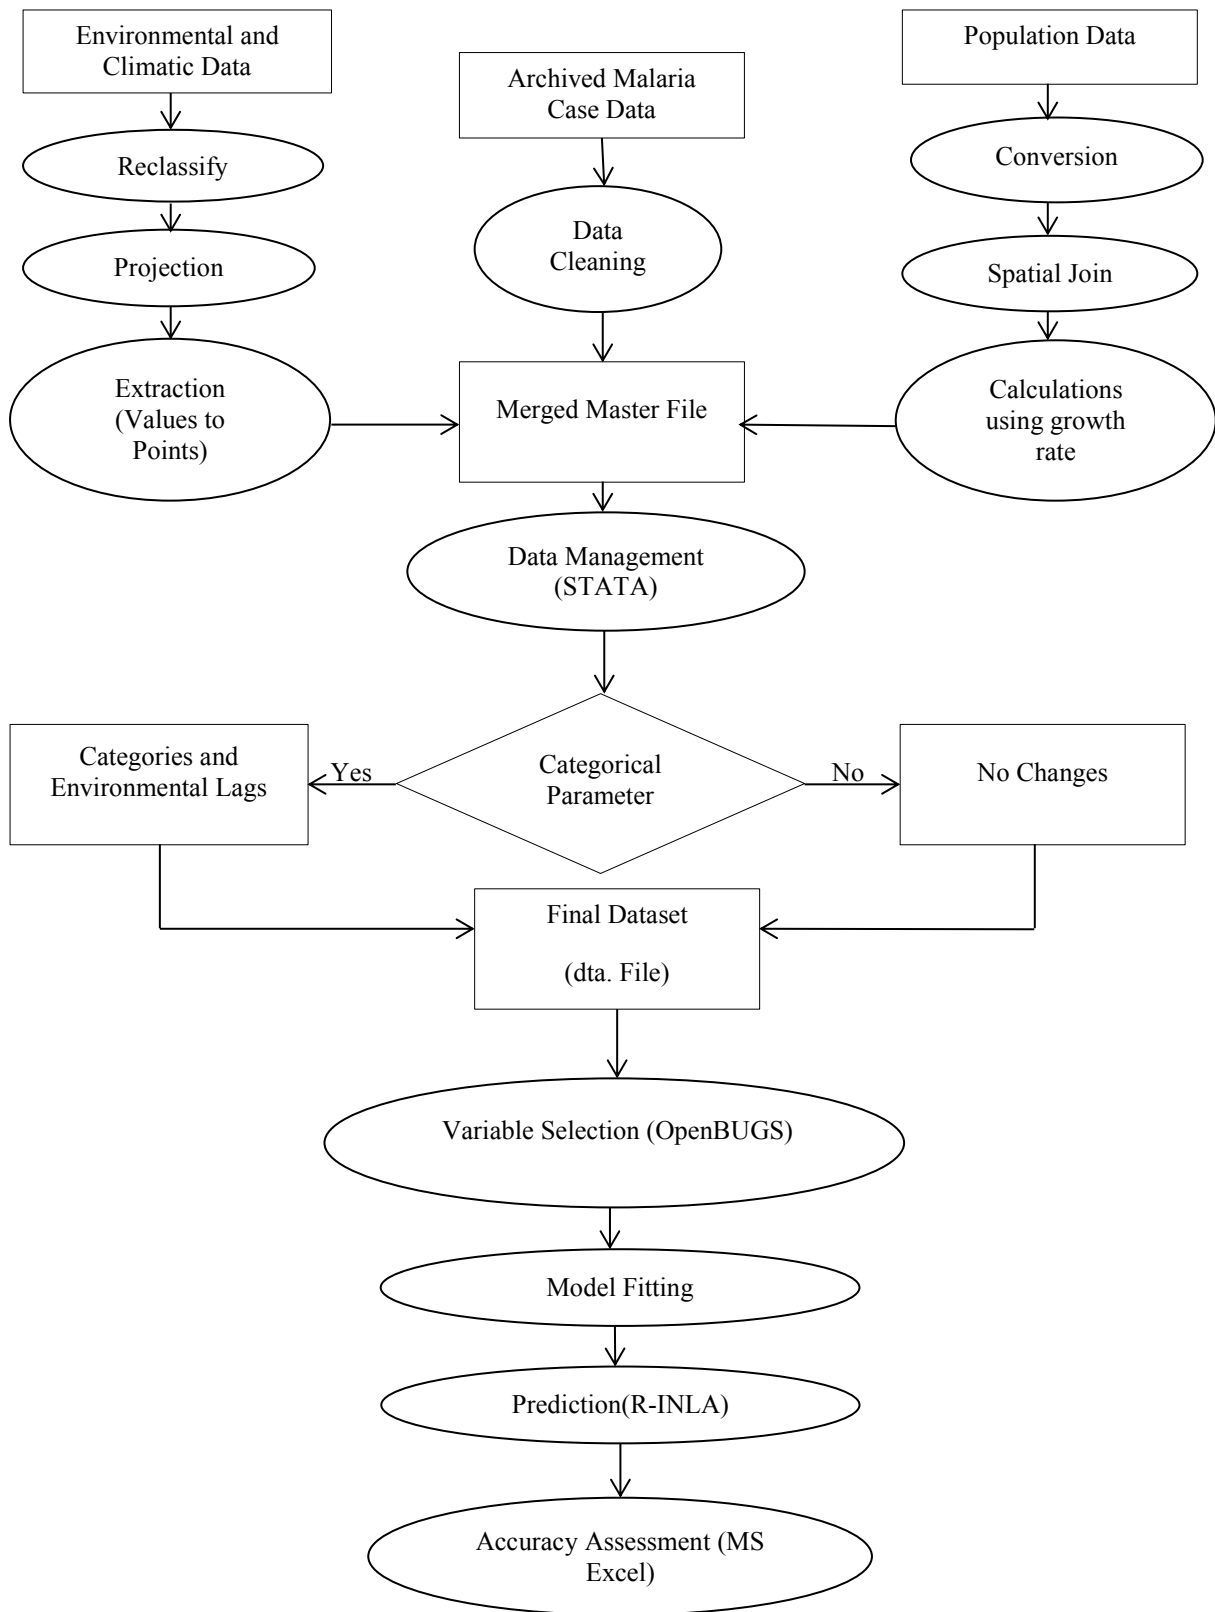 Environmental and
Climatic Data
Archived Malaria
Case Data
Population Data
Reclassify
Data
Cleaning
Conversion
Projection
Spatial Join
Extraction
(Values to
Points)
Merged Master File
Calculations
using growth
rate
Data Management
(STATA)
Categories and
Environmental Lags
Yes
Categorical
Parameter
No
No Changes
Final Dataset
(dta. File)
Variable Selection (OpenBUGS)
Model Fitting
Prediction(R-INLA)
Accuracy Assessment (MS
Excel)